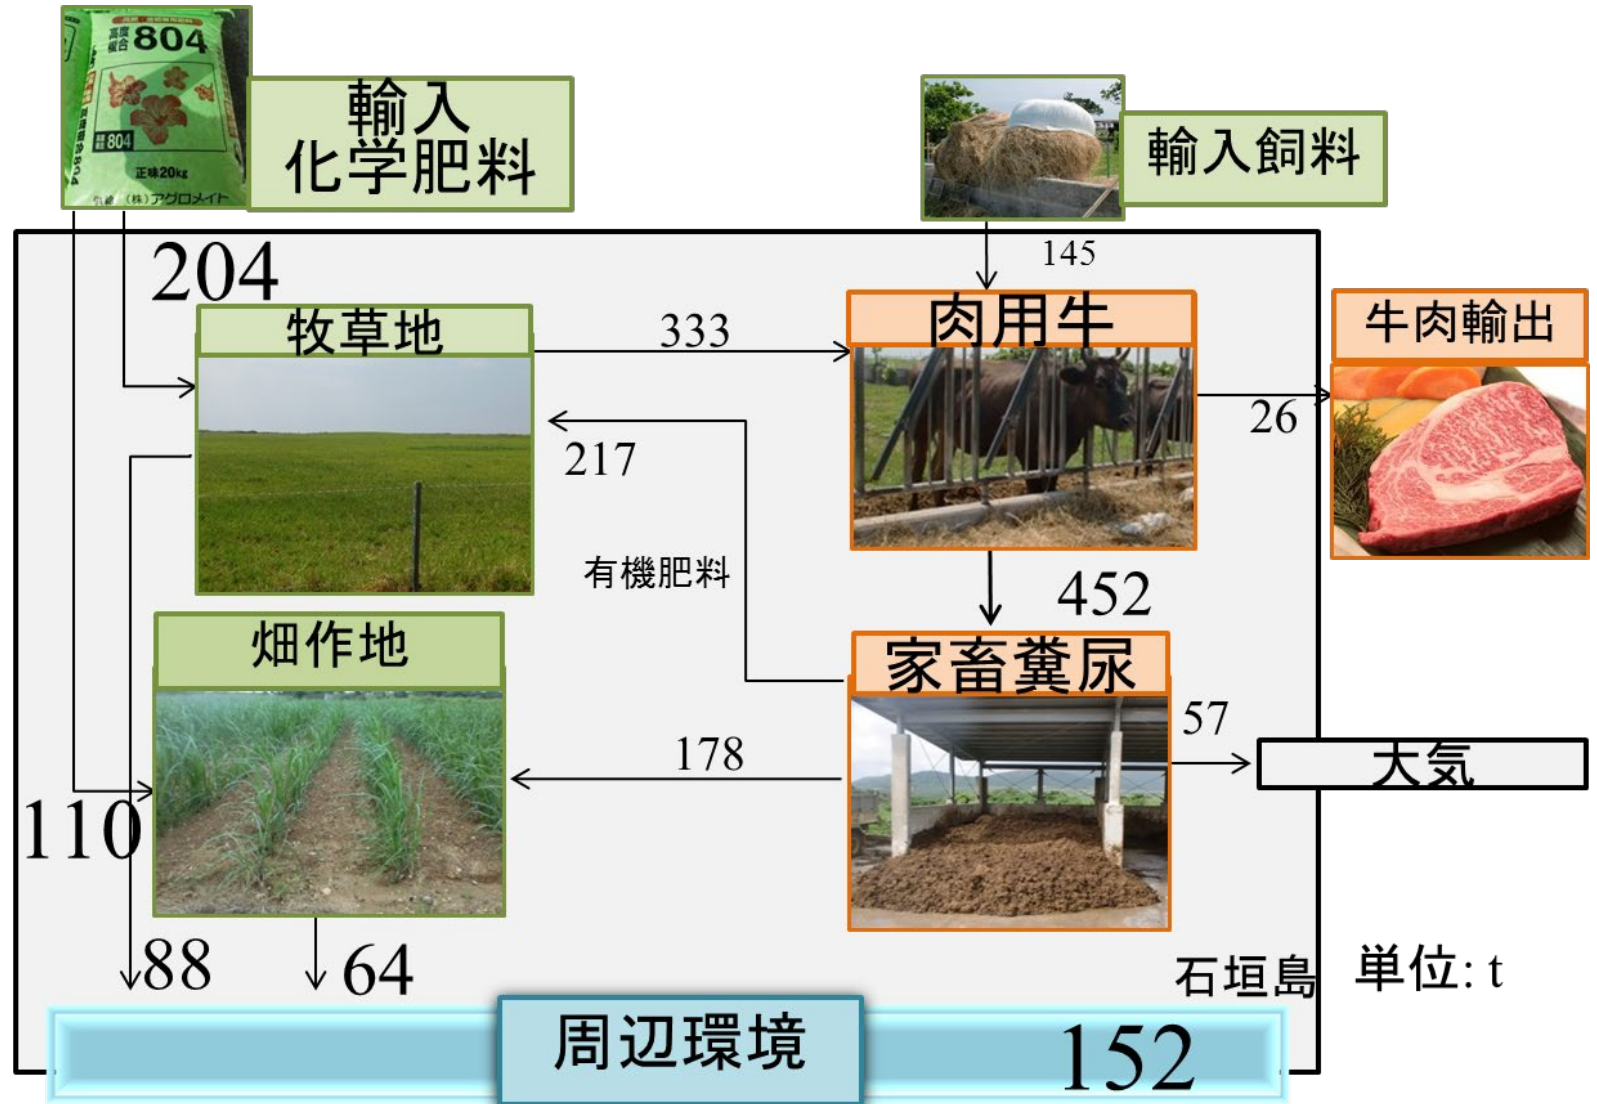 高度
複合 804
804
正味20kg
(株)アグロメイト
輸入
化学肥料
輸入飼料
204
145
牧草地
333
肉用牛
牛肉輸出
26
217
有機肥料
452
畑作地
家畜糞尿
57
178
大気
110
88
64
石垣島
単位: t
周辺環境
152